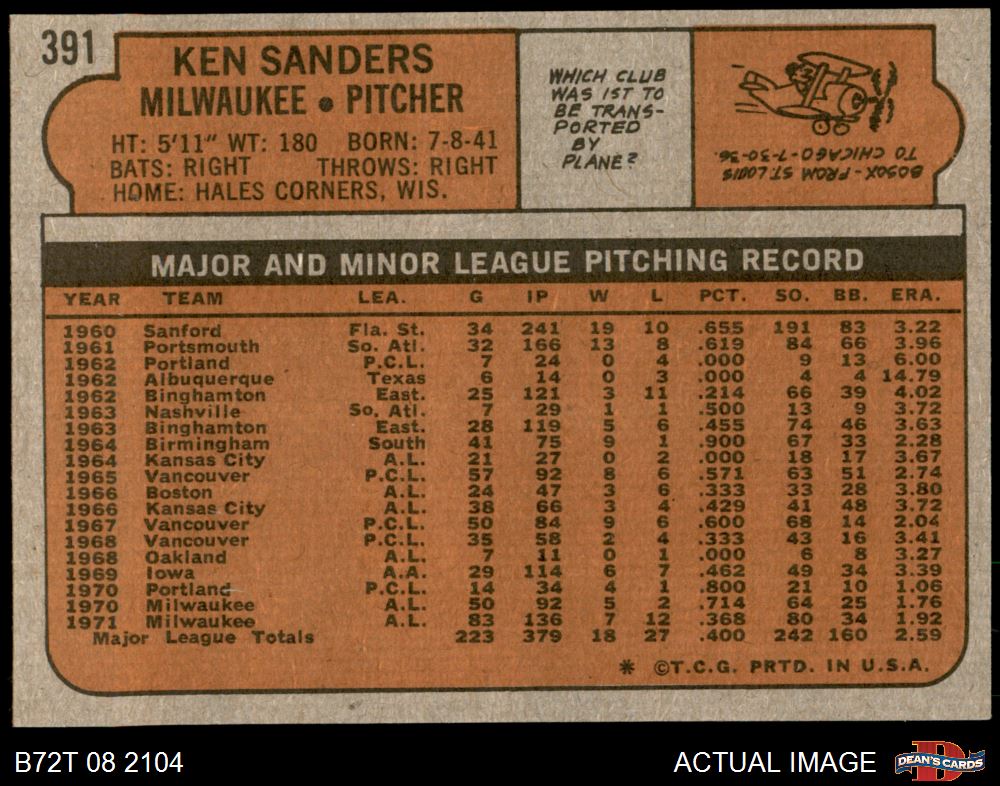 391
KEN SANDERS
MILWAUKEE • PITCHER
HT: 5'11" WT: 180 BORN: 7-8-41
BATS: RIGHT THROWS: RIGHT
HOME: HALES CORNERS, WIS.
WHICH CLUB
WAS 1ST TO
BE TRANS-
PORTED
BY
PLANE?
BOSOX-FROM ST. LOUIS
TO CHICAGO-7-30-36.
MAJOR AND MINOR LEAGUE PITCHING RECORD
YEAR TEAM LEA. G IP W L PCT. SO. BB. ERA.
1960 Sanford Fla. St. 34 241 19 10 .655 191 83 3.22
1961 Portsmouth So. Atl. 32 166 13 8 .619 84 66 3.96
1962 Portland P.C.L. 7 24 0 4 .000 9 13 6.00
1962 Albuquerque Texas 6 14 0 3 .000 4 4 14.79
1962 Binghamton East. 25 121 3 11 .214 66 39 4.02
1963 Nashville So. Atl. 7 29 1 1 .500 13 9 3.72
1963 Binghamton East. 28 119 5 6 .455 74 46 3.63
1964 Birmingham South 41 75 9 1 .900 67 33 2.28
1964 Kansas City A.L. 21 27 0 2 .000 18 17 3.67
1965 Vancouver P.C.L. 57 92 8 6 .571 63 51 2.74
1966 Boston A.L. 24 47 3 6 .333 33 28 3.80
1966 Kansas City A.L. 38 66 3 4 .429 41 48 3.72
1967 Vancouver P.C.L. 50 84 9 6 .600 68 14 2.04
1968 Vancouver P.C.L. 35 58 2 4 .333 43 16 3.41
1968 Oakland A.L. 7 11 0 1 .000 6 8 3.27
1969 Iowa A.A. 29 114 6 7 .462 49 34 3.39
1970 Portland P.C.L. 14 34 4 1 .800 21 10 1.06
1970 Milwaukee A.L. 50 92 5 2 .714 64 25 1.76
1971 Milwaukee A.L. 83 136 7 12 .368 80 34 1.92
Major League Totals 223 379 18 27 .400 242 160 2.59
* ©T.C.G. PRTD. IN U.S.A.
B72T 08 2104
ACTUAL IMAGE
D
DEAN'S CARDS